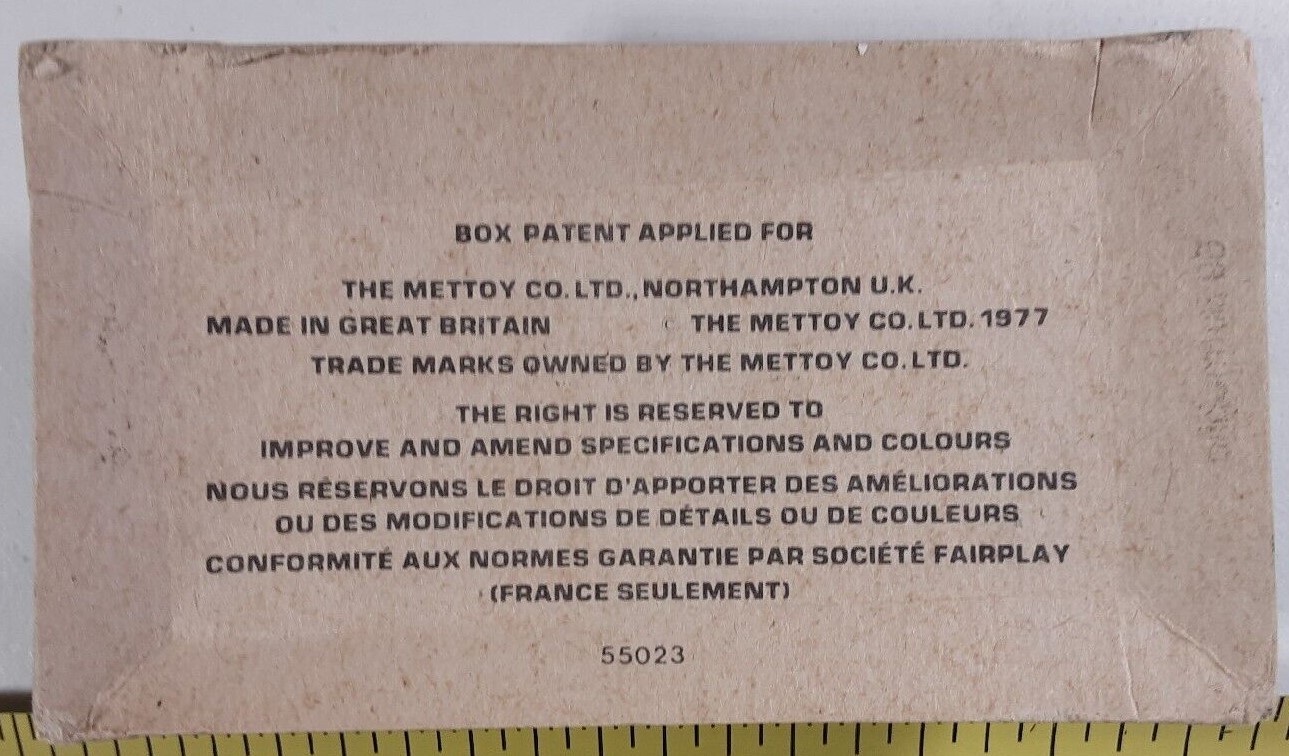 BOX PATENT APPLIED FOR
THE METTOY CO. LTD., NORTHAMPTON U.K.
MADE IN GREAT BRITAIN © THE METTOY CO. LTD. 1977
TRADE MARKS OWNED BY THE METTOY CO. LTD.
THE RIGHT IS RESERVED TO
IMPROVE AND AMEND SPECIFICATIONS AND COLOURS
NOUS RÉSERVONS LE DROIT D'APPORTER DES AMÉLIORATIONS
OU DES MODIFICATIONS DE DÉTAILS OU DE COULEURS
CONFORMITÉ AUX NORMES GARANTIE PAR SOCIÉTÉ FAIRPLAY
(FRANCE SEULEMENT)
55023